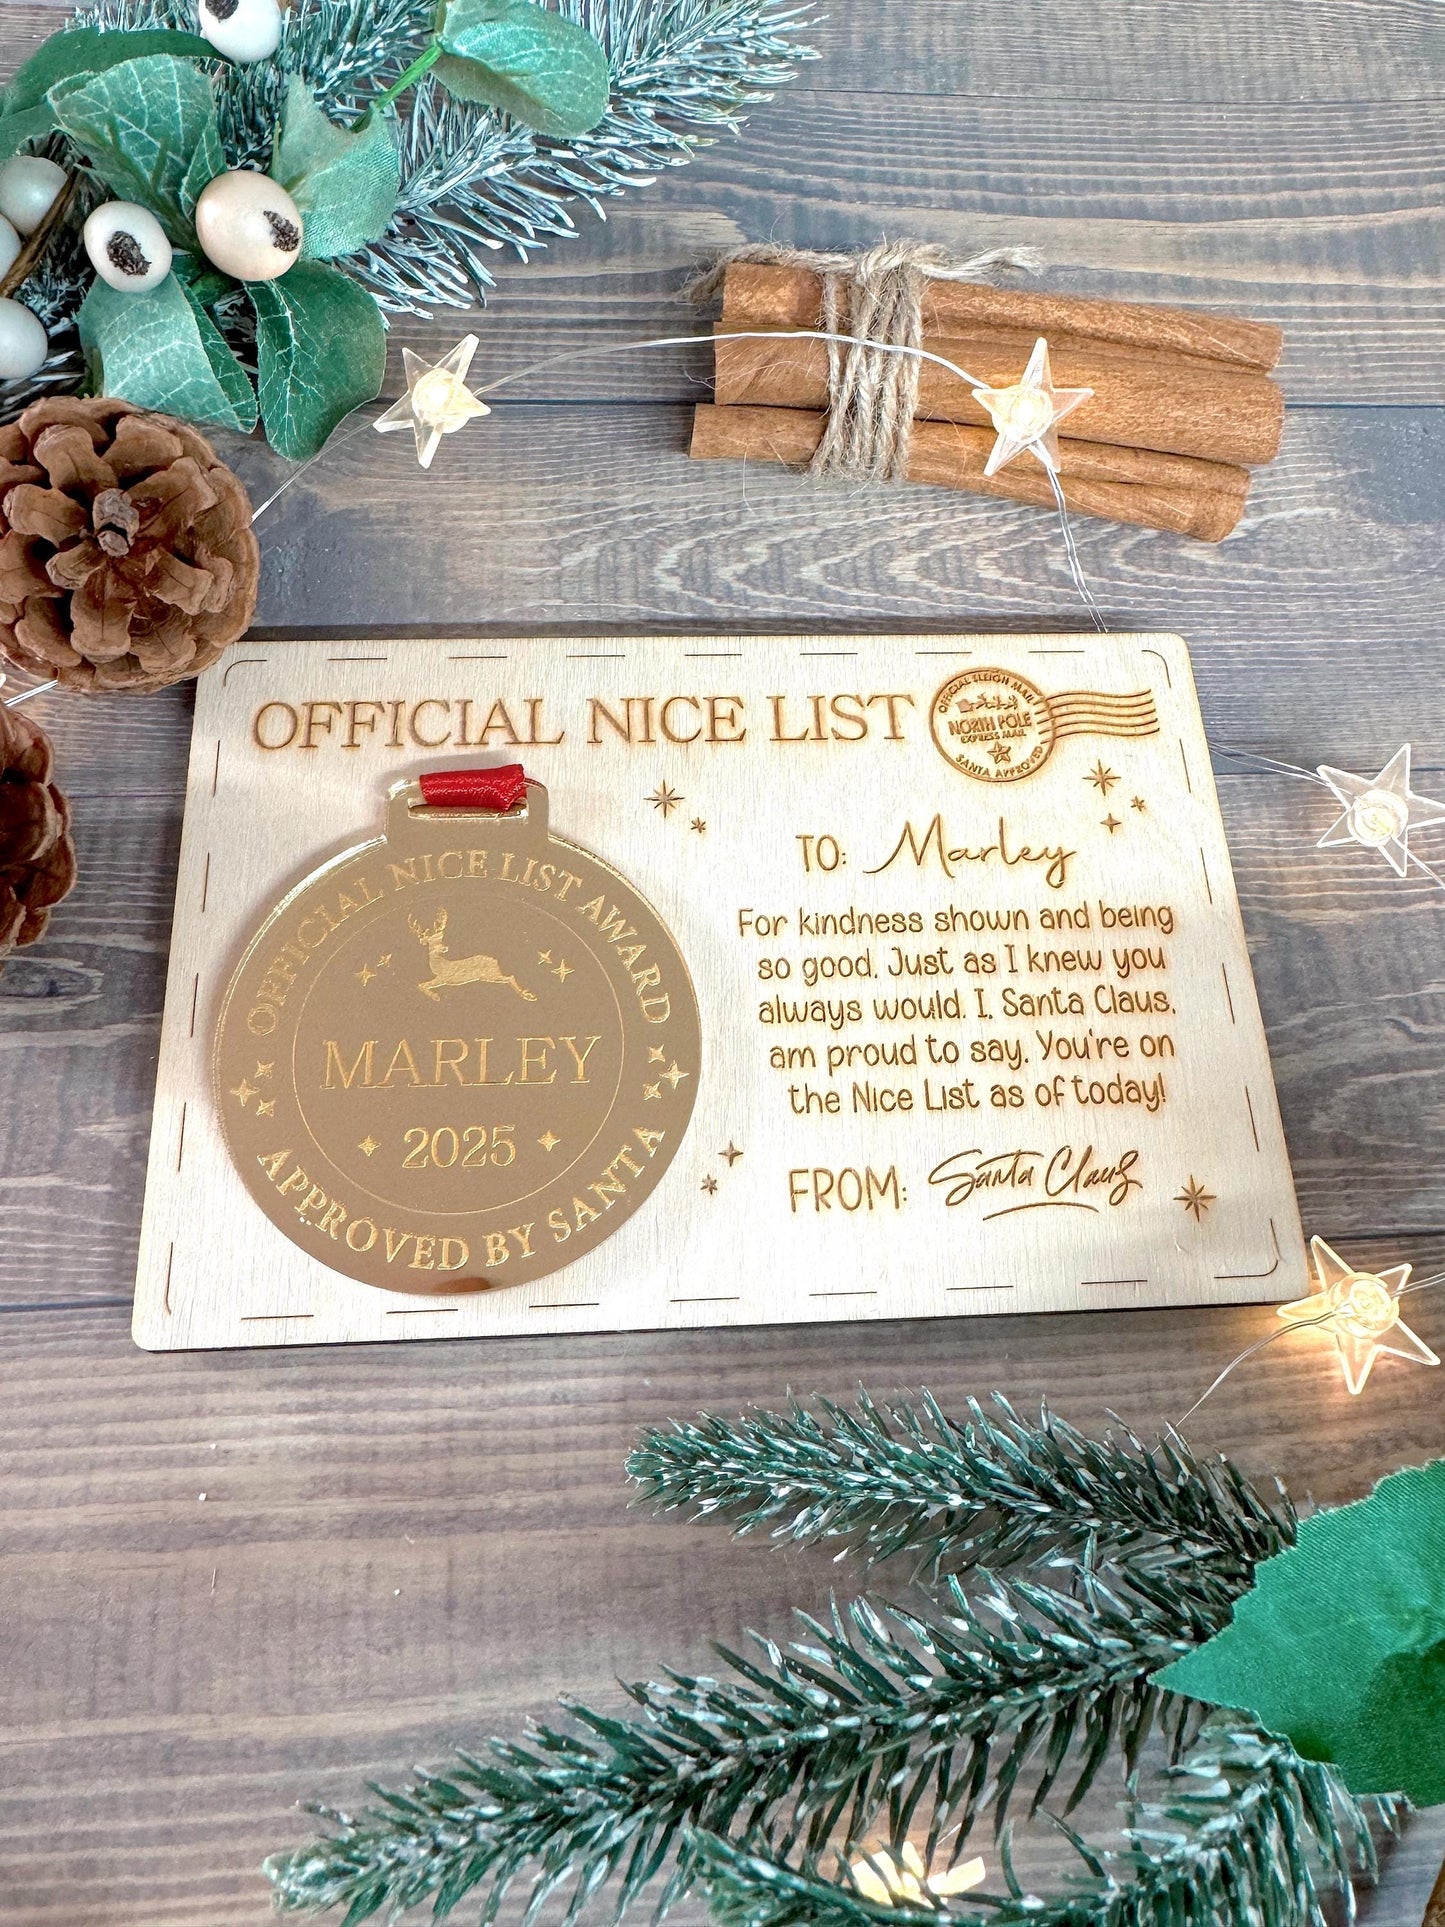 OFFICIAL NICE LIST
OFFICIAL SLEIGH MAIL
NORTH POLE
EXPRESS MAIL
SANTA APPROVED
OFFICIAL NICE LIST AWARD
MARLEY
2025
APPROVED BY SANTA
TO: Marley
For kindness shown and being
so good, Just as I knew you
always would. I, Santa Claus,
am proud to say, You're on
the Nice List as of today!
FROM: Santa Claus